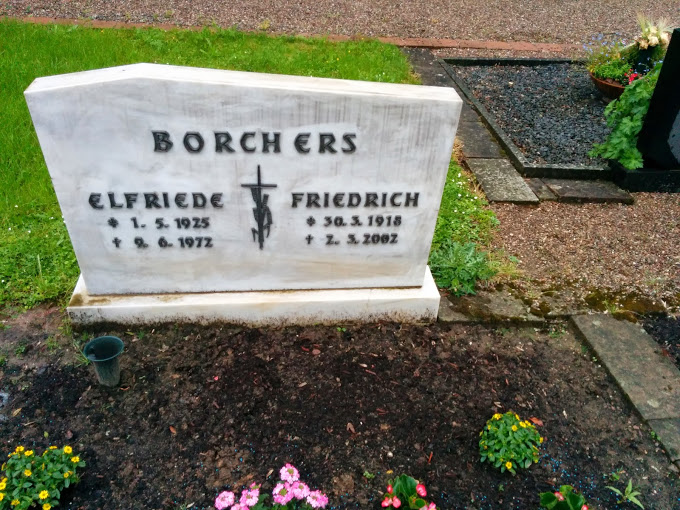 BORCHERS
ELFRIEDE
* 1. 5. 1925
† 9. 6. 1972
FRIEDRICH
* 30. 3. 1918
† 2. 3. 2002